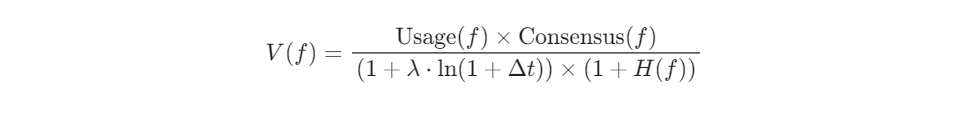 V(f) = Usage(f) × Consensus(f) / (1 + λ · ln(1 + Δt)) × (1 + H(f))